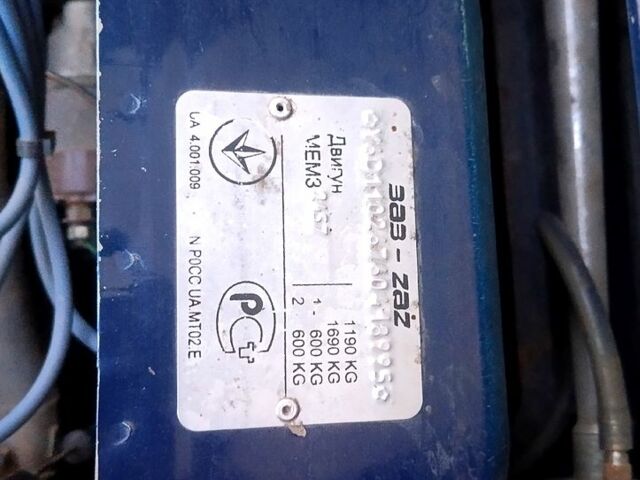 ЗАЗ - ZAZ
Двигун
МЕМЗ
1190 KG
1690 KG
1 - 600 KG
2 600 KG
UA 4.001.009
РСт
N РОСС UA.MT02.E